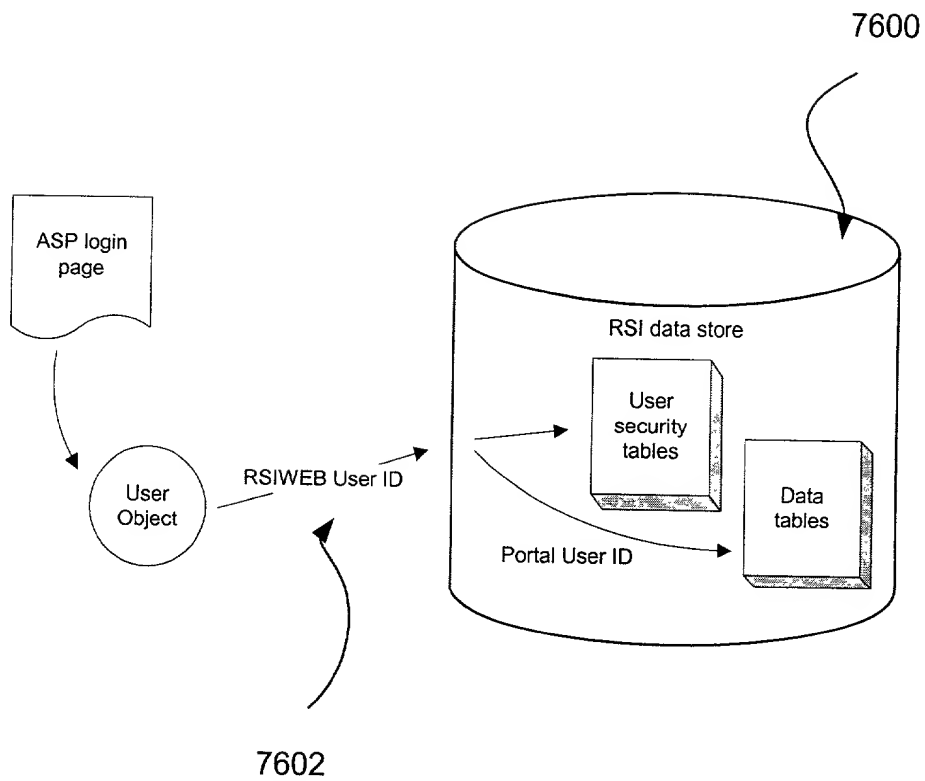 7600
ASP login
page
RSI data store
User
security
tables
RSIWEB User ID
User
Object
Data
tables
Portal User ID
7602